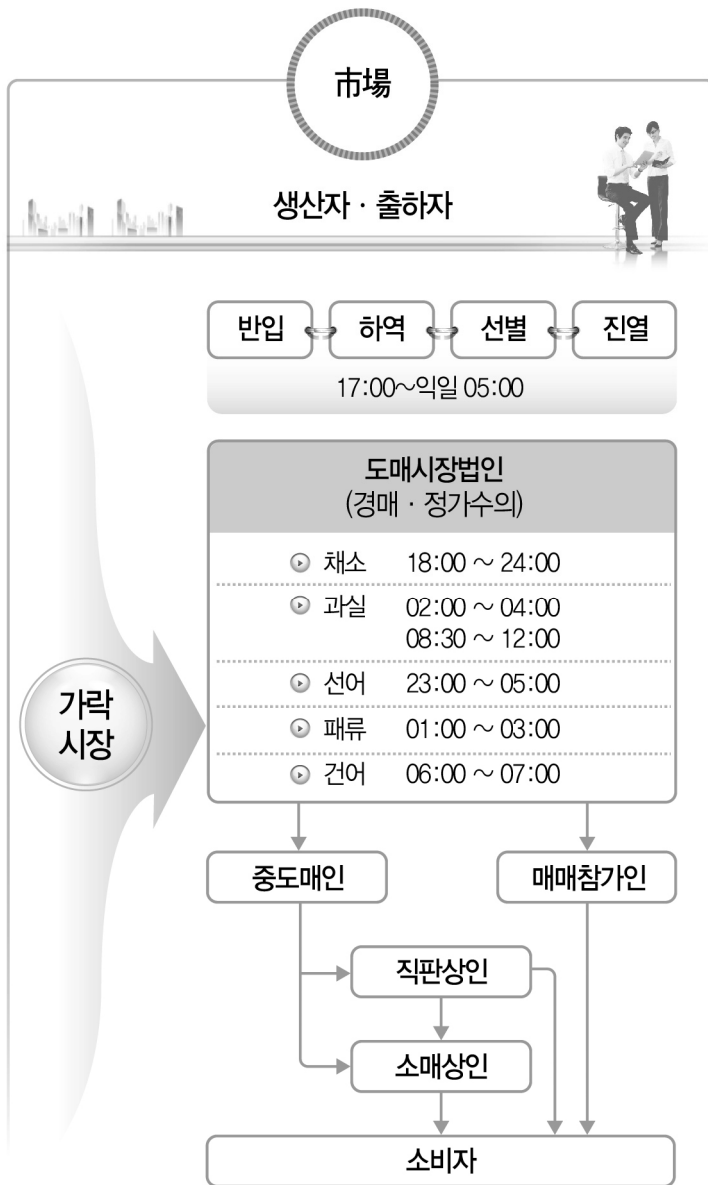 市場
생산자 · 출하자
반입 하역 선별 진열
17:00~익일 05:00
가락
시장
도매시장법인
(경매 · 정가수의)
채소 18:00 ~ 24:00
과실 02:00 ~ 04:00
08:30 ~ 12:00
선어 23:00 ~ 05:00
패류 01:00 ~ 03:00
건어 06:00 ~ 07:00
중도매인 매매참가인
직판상인
소매상인
소비자